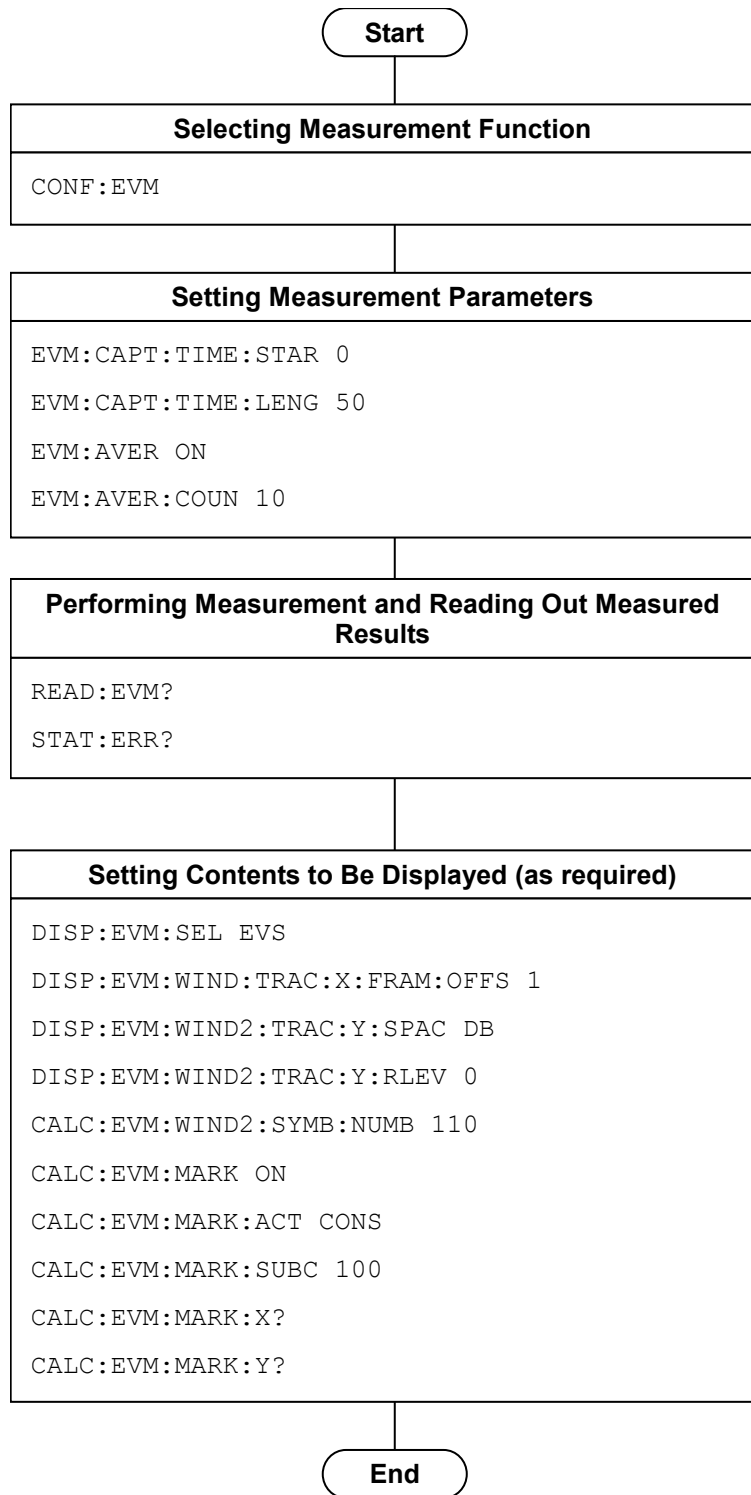 Start
Selecting Measurement Function
CONF:EVM
Setting Measurement Parameters
EVM:CAPT:TIME:STAR 0
EVM:CAPT:TIME:LENG 50
EVM:AVER ON
EVM:AVER:COUN 10
Performing Measurement and Reading Out Measured
Results
READ:EVM?
STAT:ERR?
Setting Contents to Be Displayed (as required)
DISP:EVM:SEL EVS
DISP:EVM:WIND:TRAC:X:FRAM:OFFS 1
DISP:EVM:WIND2:TRAC:Y:SPAC DB
DISP:EVM:WIND2:TRAC:Y:RLEV 0
CALC:EVM:WIND2:SYMB:NUMB 110
CALC:EVM:MARK ON
CALC:EVM:MARK:ACT CONS
CALC:EVM:MARK:SUBC 100
CALC:EVM:MARK:X?
CALC:EVM:MARK:Y?
End